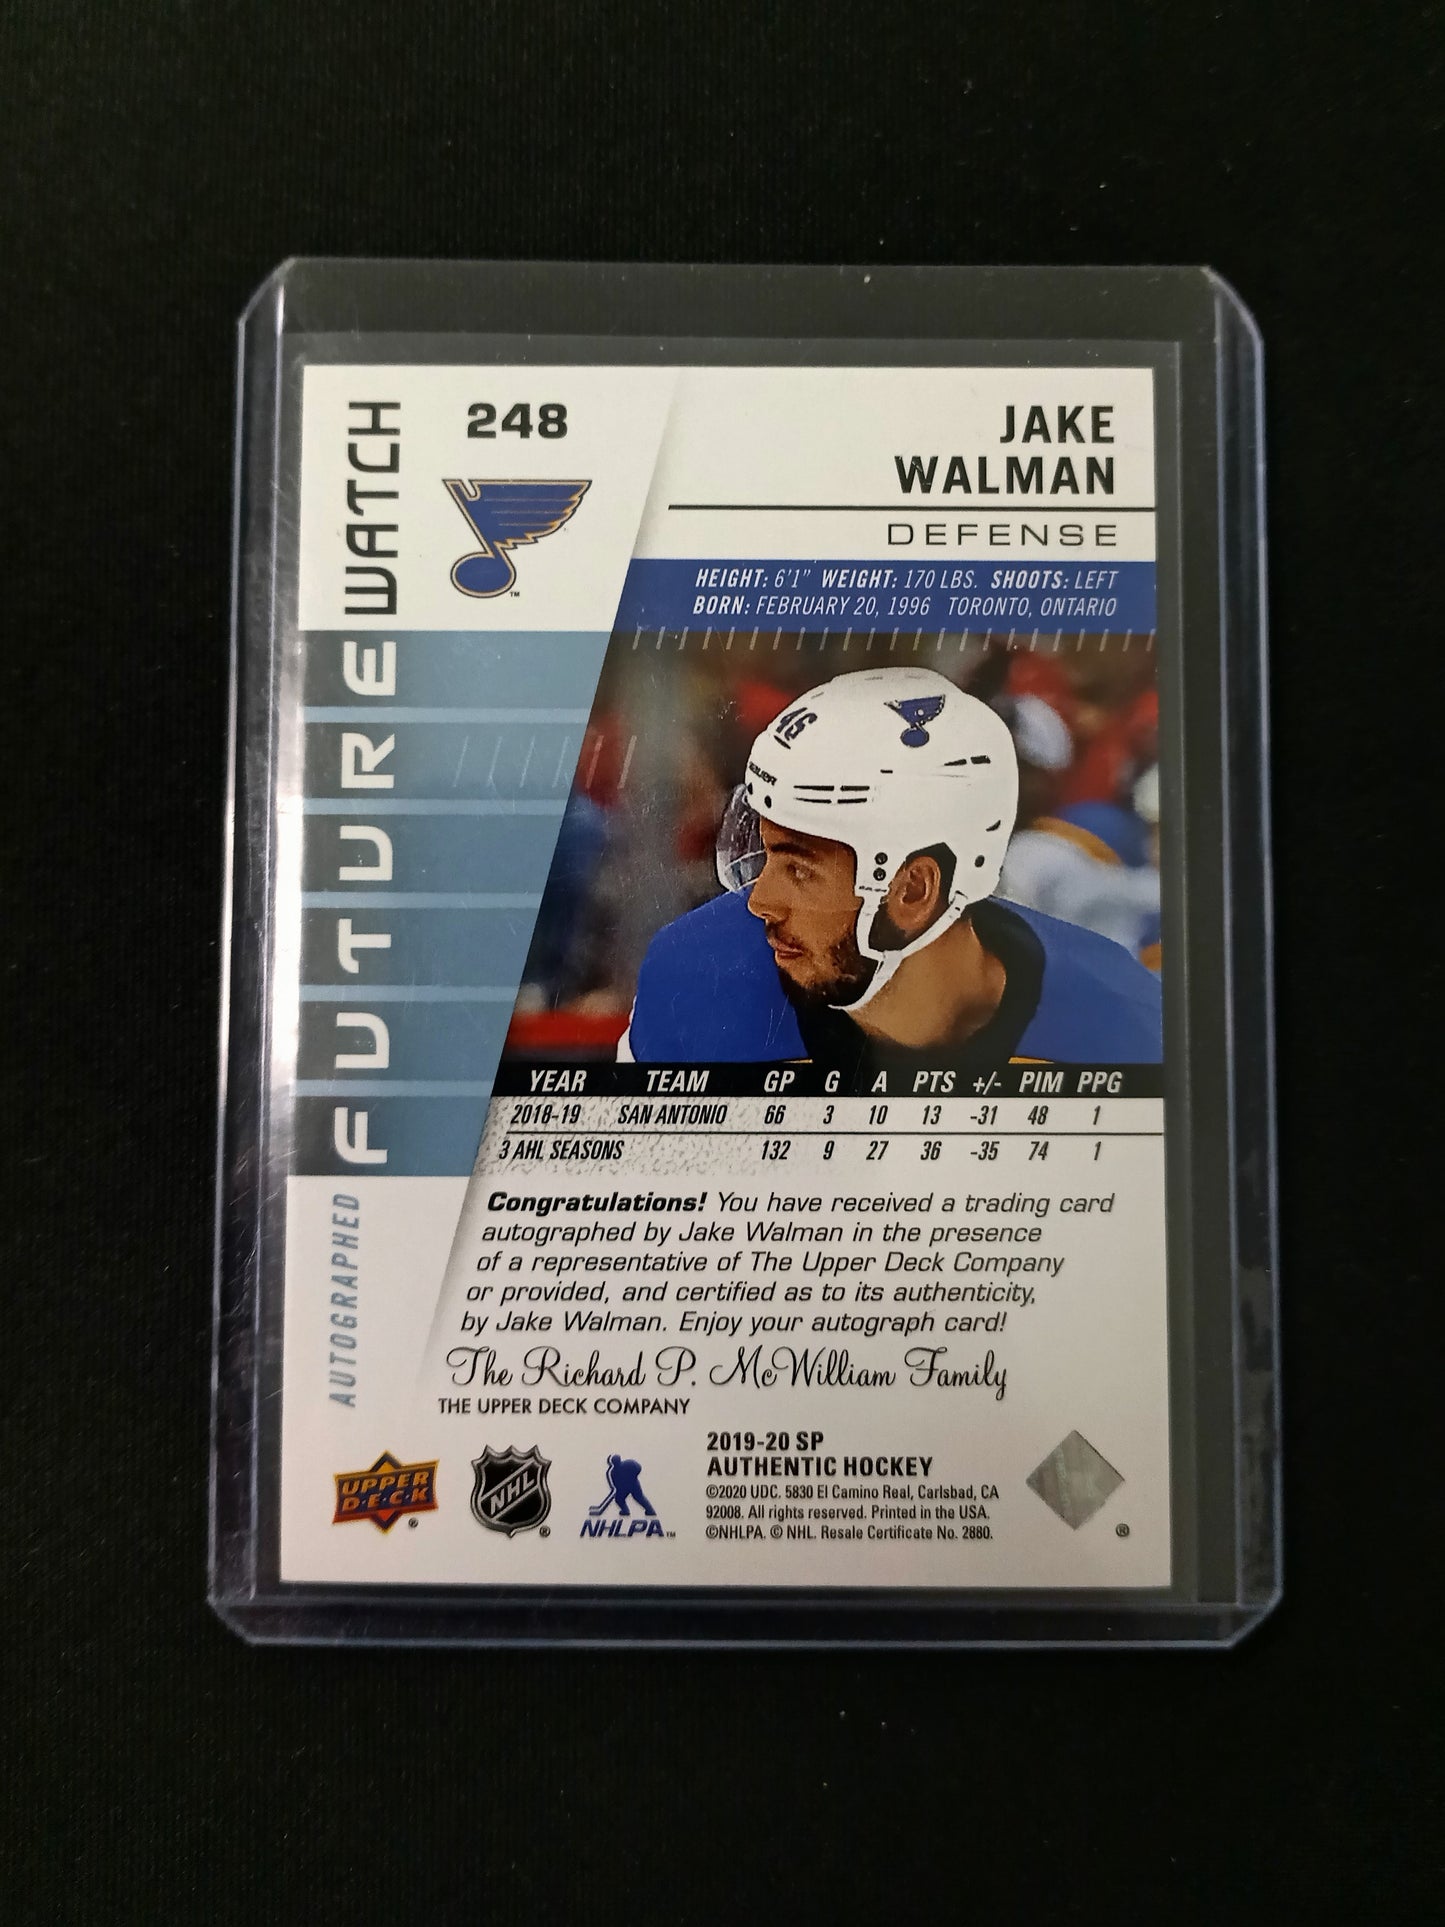 248
JAKE
WALMAN
DEFENSE
HEIGHT: 6'1" WEIGHT: 170 LBS. SHOOTS: LEFT
BORN: FEBRUARY 20, 1996 TORONTO, ONTARIO
FUTURE WATCH
AUTOGRAPHED
TM
46
BAUER
YEAR TEAM GP G A PTS +/- PIM PPG
2018-19 SAN ANTONIO 66 3 10 13 -31 48 1
3 AHL SEASONS 132 9 27 36 -35 74 1
Congratulations! You have received a trading card
autographed by Jake Walman in the presence
of a representative of The Upper Deck Company
or provided, and certified as to its authenticity,
by Jake Walman. Enjoy your autograph card!
The Richard P. McWilliam Family
THE UPPER DECK COMPANY
UPPER
D·E·C·K
®
NHL
®
NHLPA™
2019-20 SP
AUTHENTIC HOCKEY
©2020 UDC. 5830 El Camino Real, Carlsbad, CA
92008. All rights reserved. Printed in the USA.
©NHLPA. © NHL. Resale Certificate No. 2880.
®